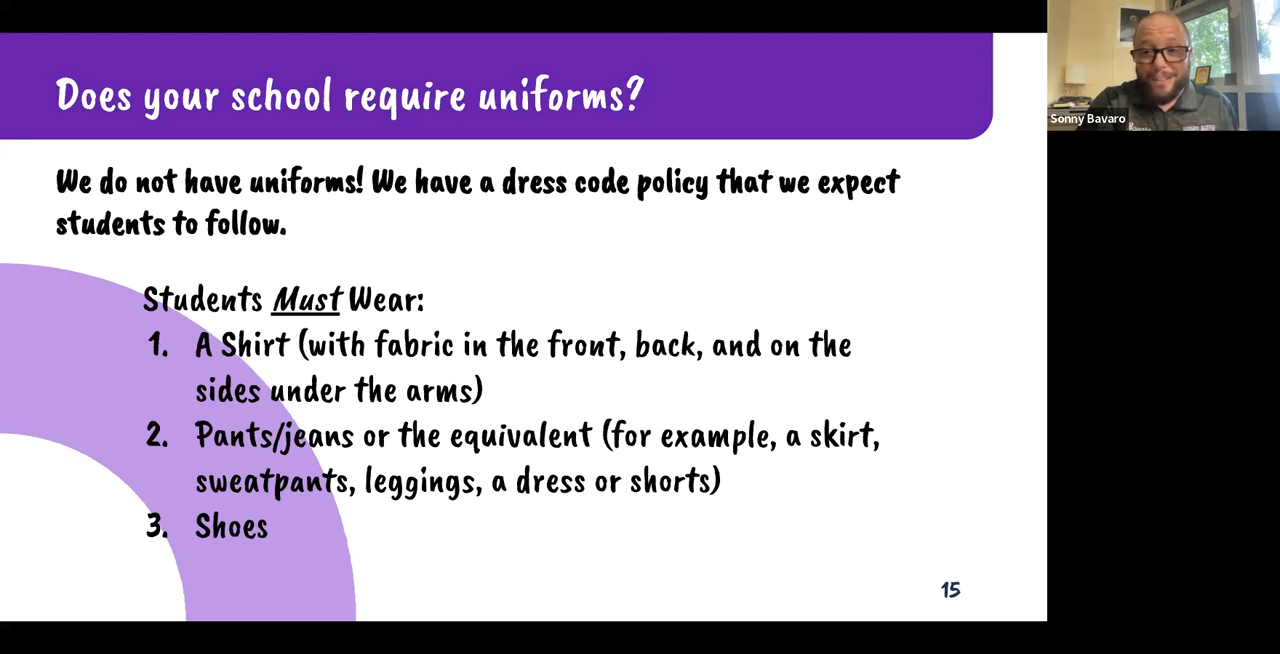 Does your school require uniforms?
We do not have uniforms! We have a dress code policy that we expect
students to follow.
Students Must Wear:
1. A Shirt (with fabric in the front, back, and on the
sides under the arms)
2. Pants/jeans or the equivalent (for example, a skirt,
sweatpants, leggings, a dress or shorts)
3. Shoes
15
Sonny Bavaro